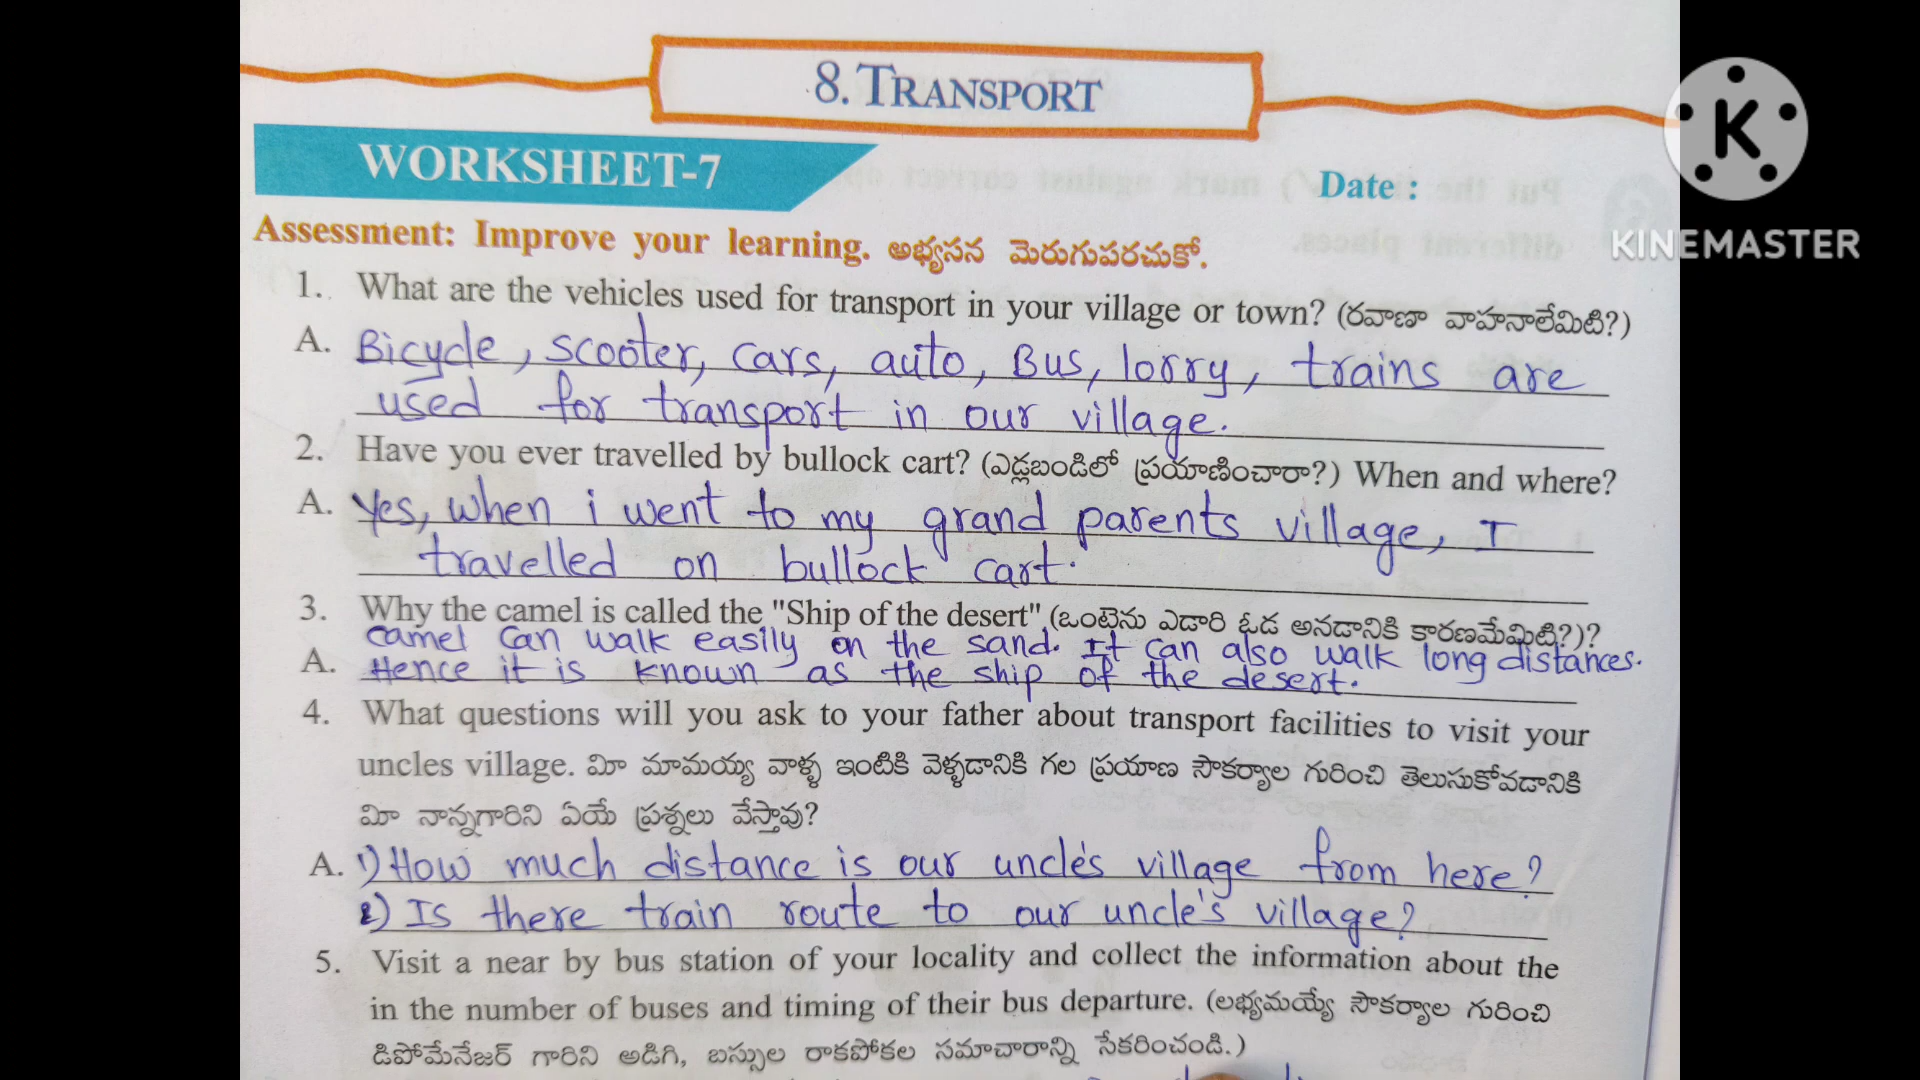 8. TRANSPORT
WORKSHEET-7
Date :
K
KINEMASTER
Assessment: Improve your learning. అభ్యసన మెరుగుపరచుకో.
1. What are the vehicles used for transport in your village or town? (రవాణా వాహనాలేమిటి?)
A. Bicycle, scooter, cars, auto, Bus, lorry, trains are
used for transport in our village.
2. Have you ever travelled by bullock cart? (ఎడ్లబండిలో ప్రయాణించారా?) When and where?
A. Yes, when i went to my grand parents village, I
travelled on bullock cart.
3. Why the camel is called the "Ship of the desert" (ఒంటెను ఎడారి ఓడ అనడానికి కారణమేమిటి?)?
camel can walk easily on the sand. It can also walk long distances.
A. Hence it is known as the ship of the desert.
4. What questions will you ask to your father about transport facilities to visit your
uncles village. మీ మామయ్య వాళ్ళ ఇంటికి వెళ్ళడానికి గల ప్రయాణ సౌకర్యాల గురించి తెలుసుకోవడానికి
మీ నాన్నగారిని ఏయే ప్రశ్నలు వేస్తావు?
A. 1) How much distance is our uncle's village from here?
2) Is there train route to our uncle's village?
5. Visit a near by bus station of your locality and collect the information about the
in the number of buses and timing of their bus departure. (లభ్యమయ్యే సౌకర్యాల గురించి
డిపోమేనేజర్ గారిని అడిగి, బస్సుల రాకపోకల సమాచారాన్ని సేకరించండి.)